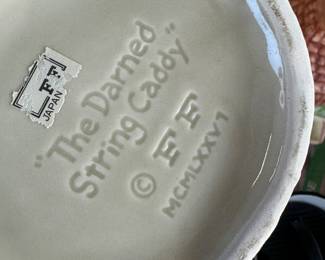 "The Darned
String Caddy"
© FF
MCMLXXVI
FF
JAPAN